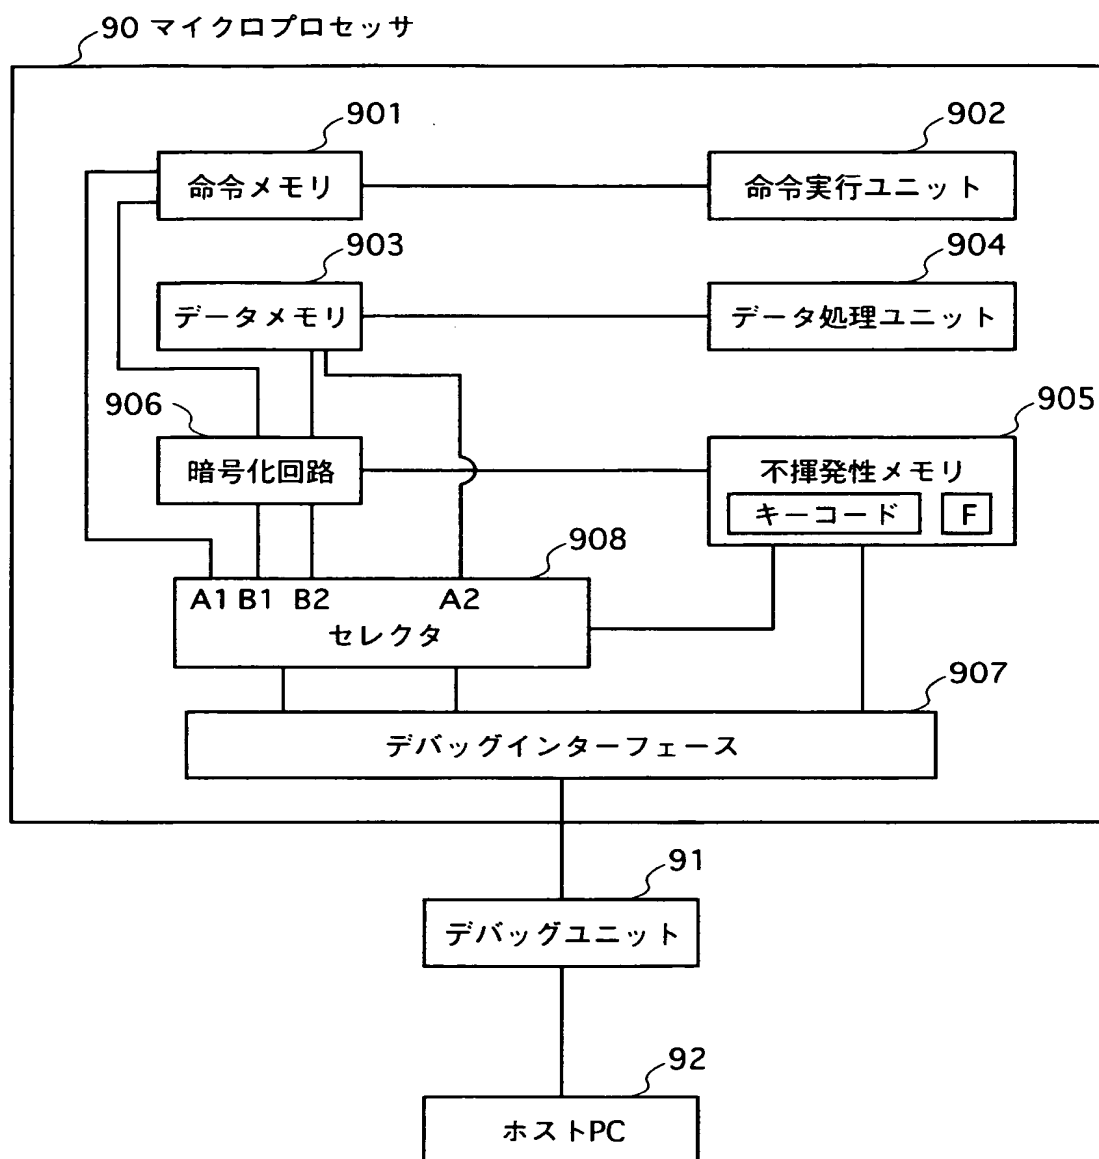 90 マイクロプロセッサ
901
902
命令メモリ
命令実行ユニット
903
904
データメモリ
データ処理ユニット
906
905
暗号化回路
不揮発性メモリ
キーコード
F
908
A1 B1 B2 A2
セレクタ
907
デバッグインターフェース
91
デバッグユニット
92
ホストPC